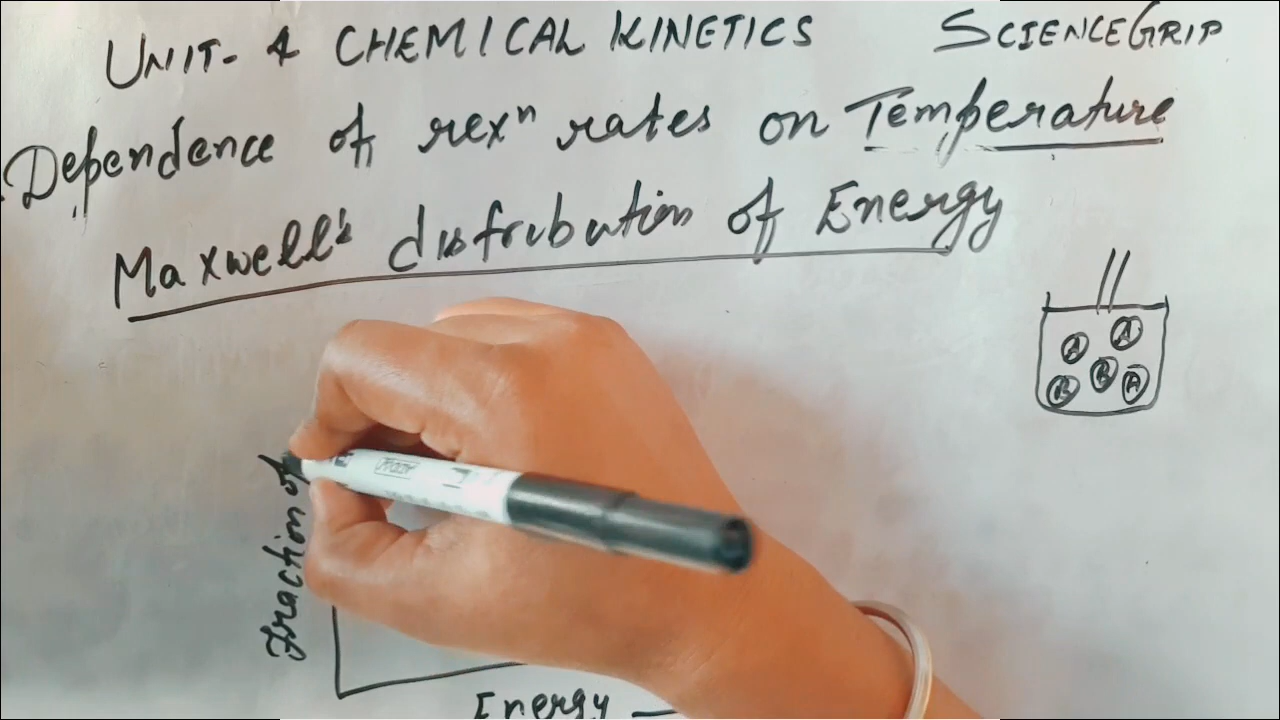 UNIT- 4 CHEMICAL KINETICS SCIENCEGRIP
Dependence of rexⁿ rates on Temperature
Maxwell's distribution of Energy
A A
B B A
Fraction of
Energy